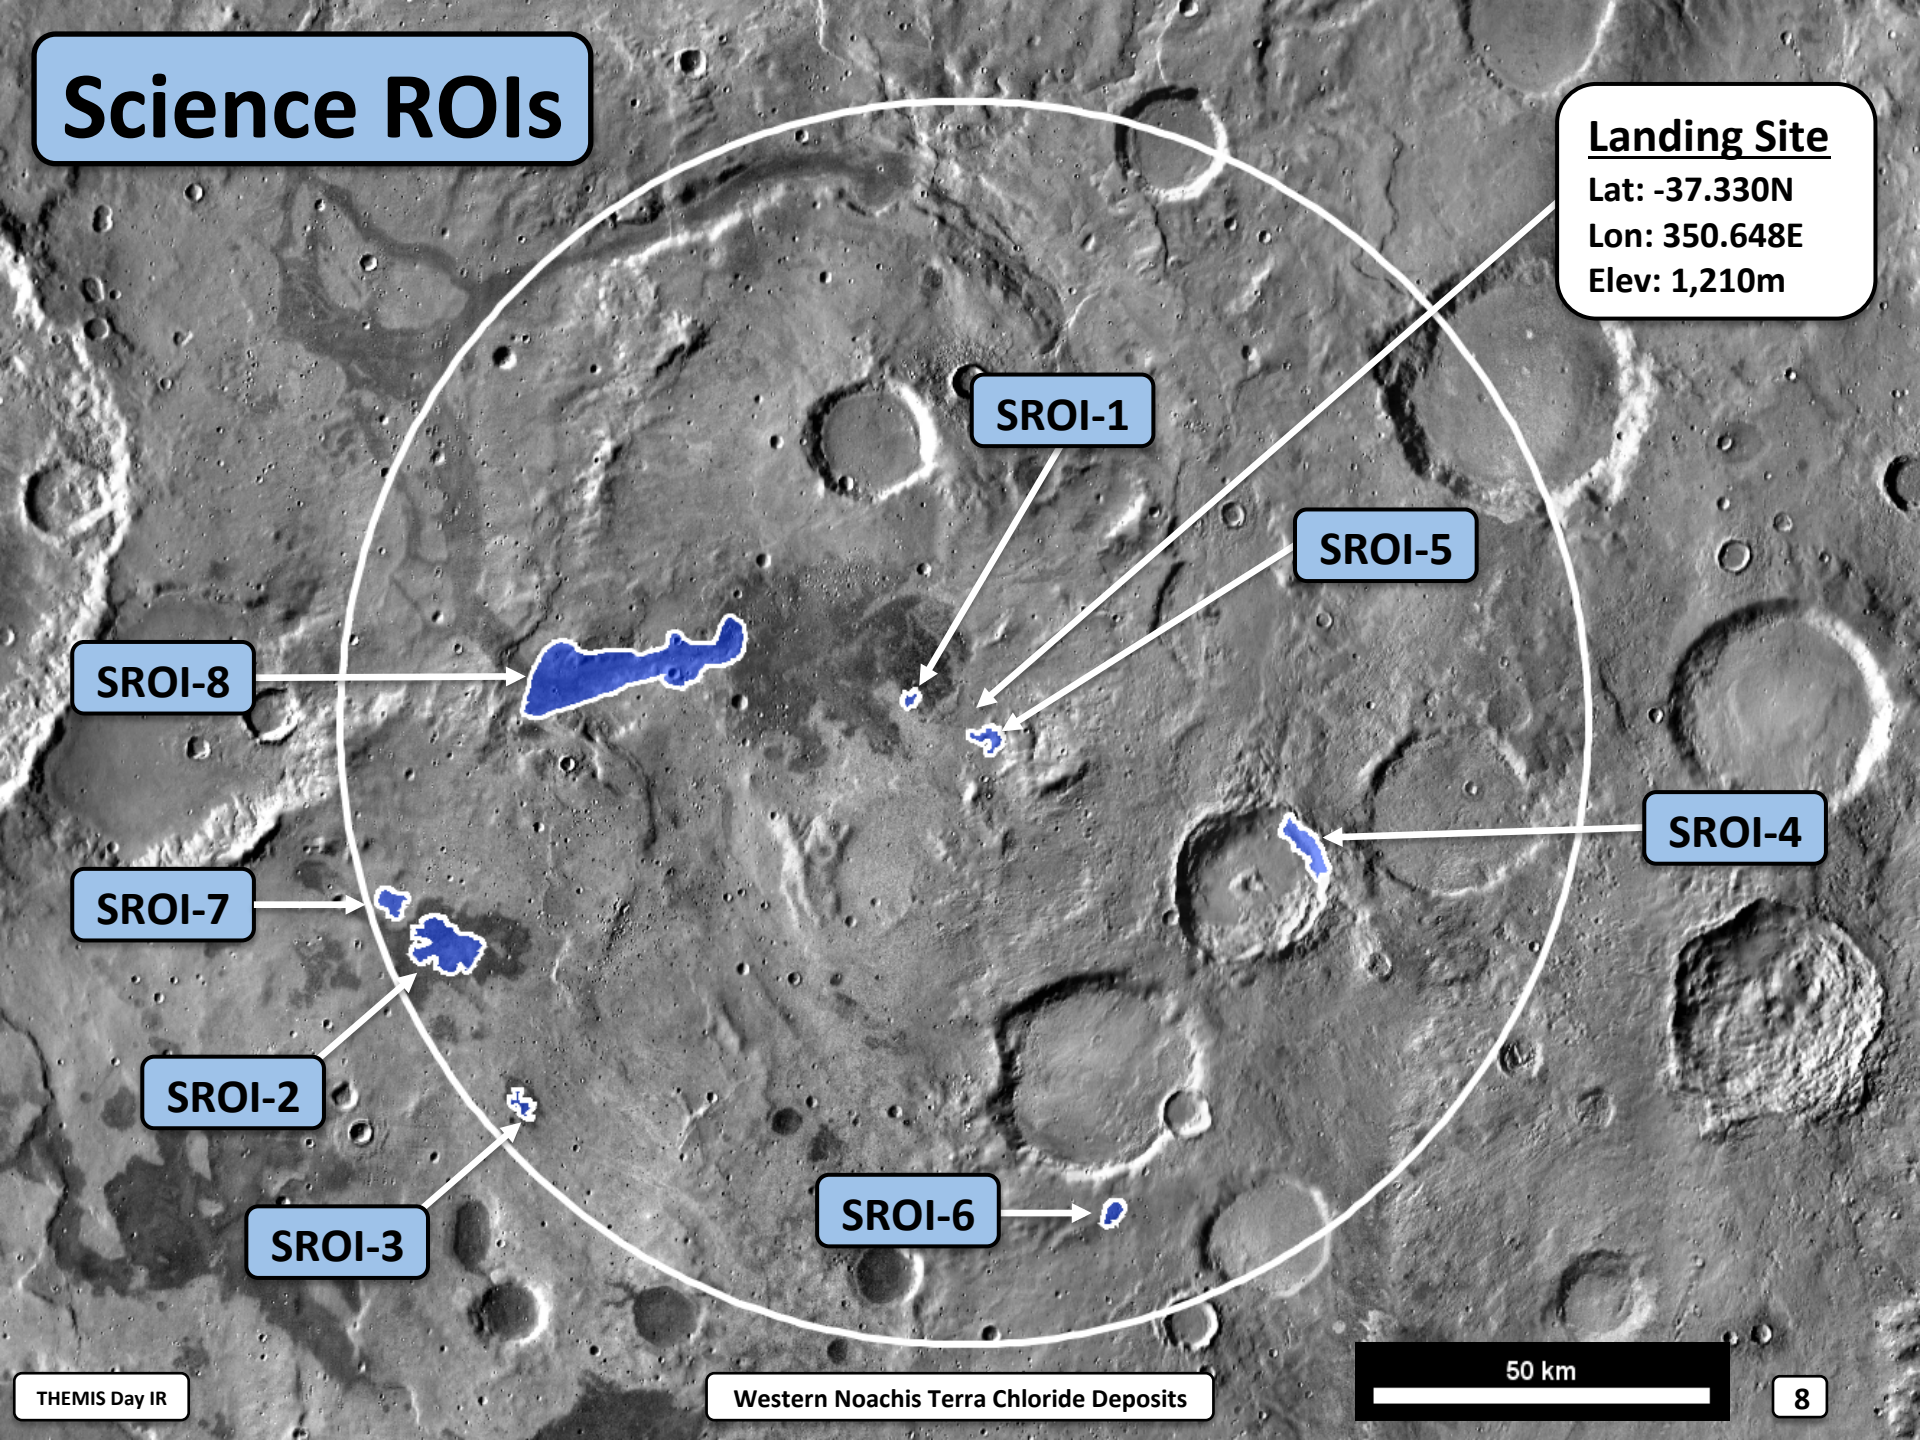 Science ROIs
Landing Site
Lat: -37.330N
Lon: 350.648E
Elev: 1,210m
SROI-1
SROI-5
SROI-8
SROI-4
SROI-7
SROI-2
SROI-6
SROI-3
50 km
THEMIS Day IR
Western Noachis Terra Chloride Deposits
8